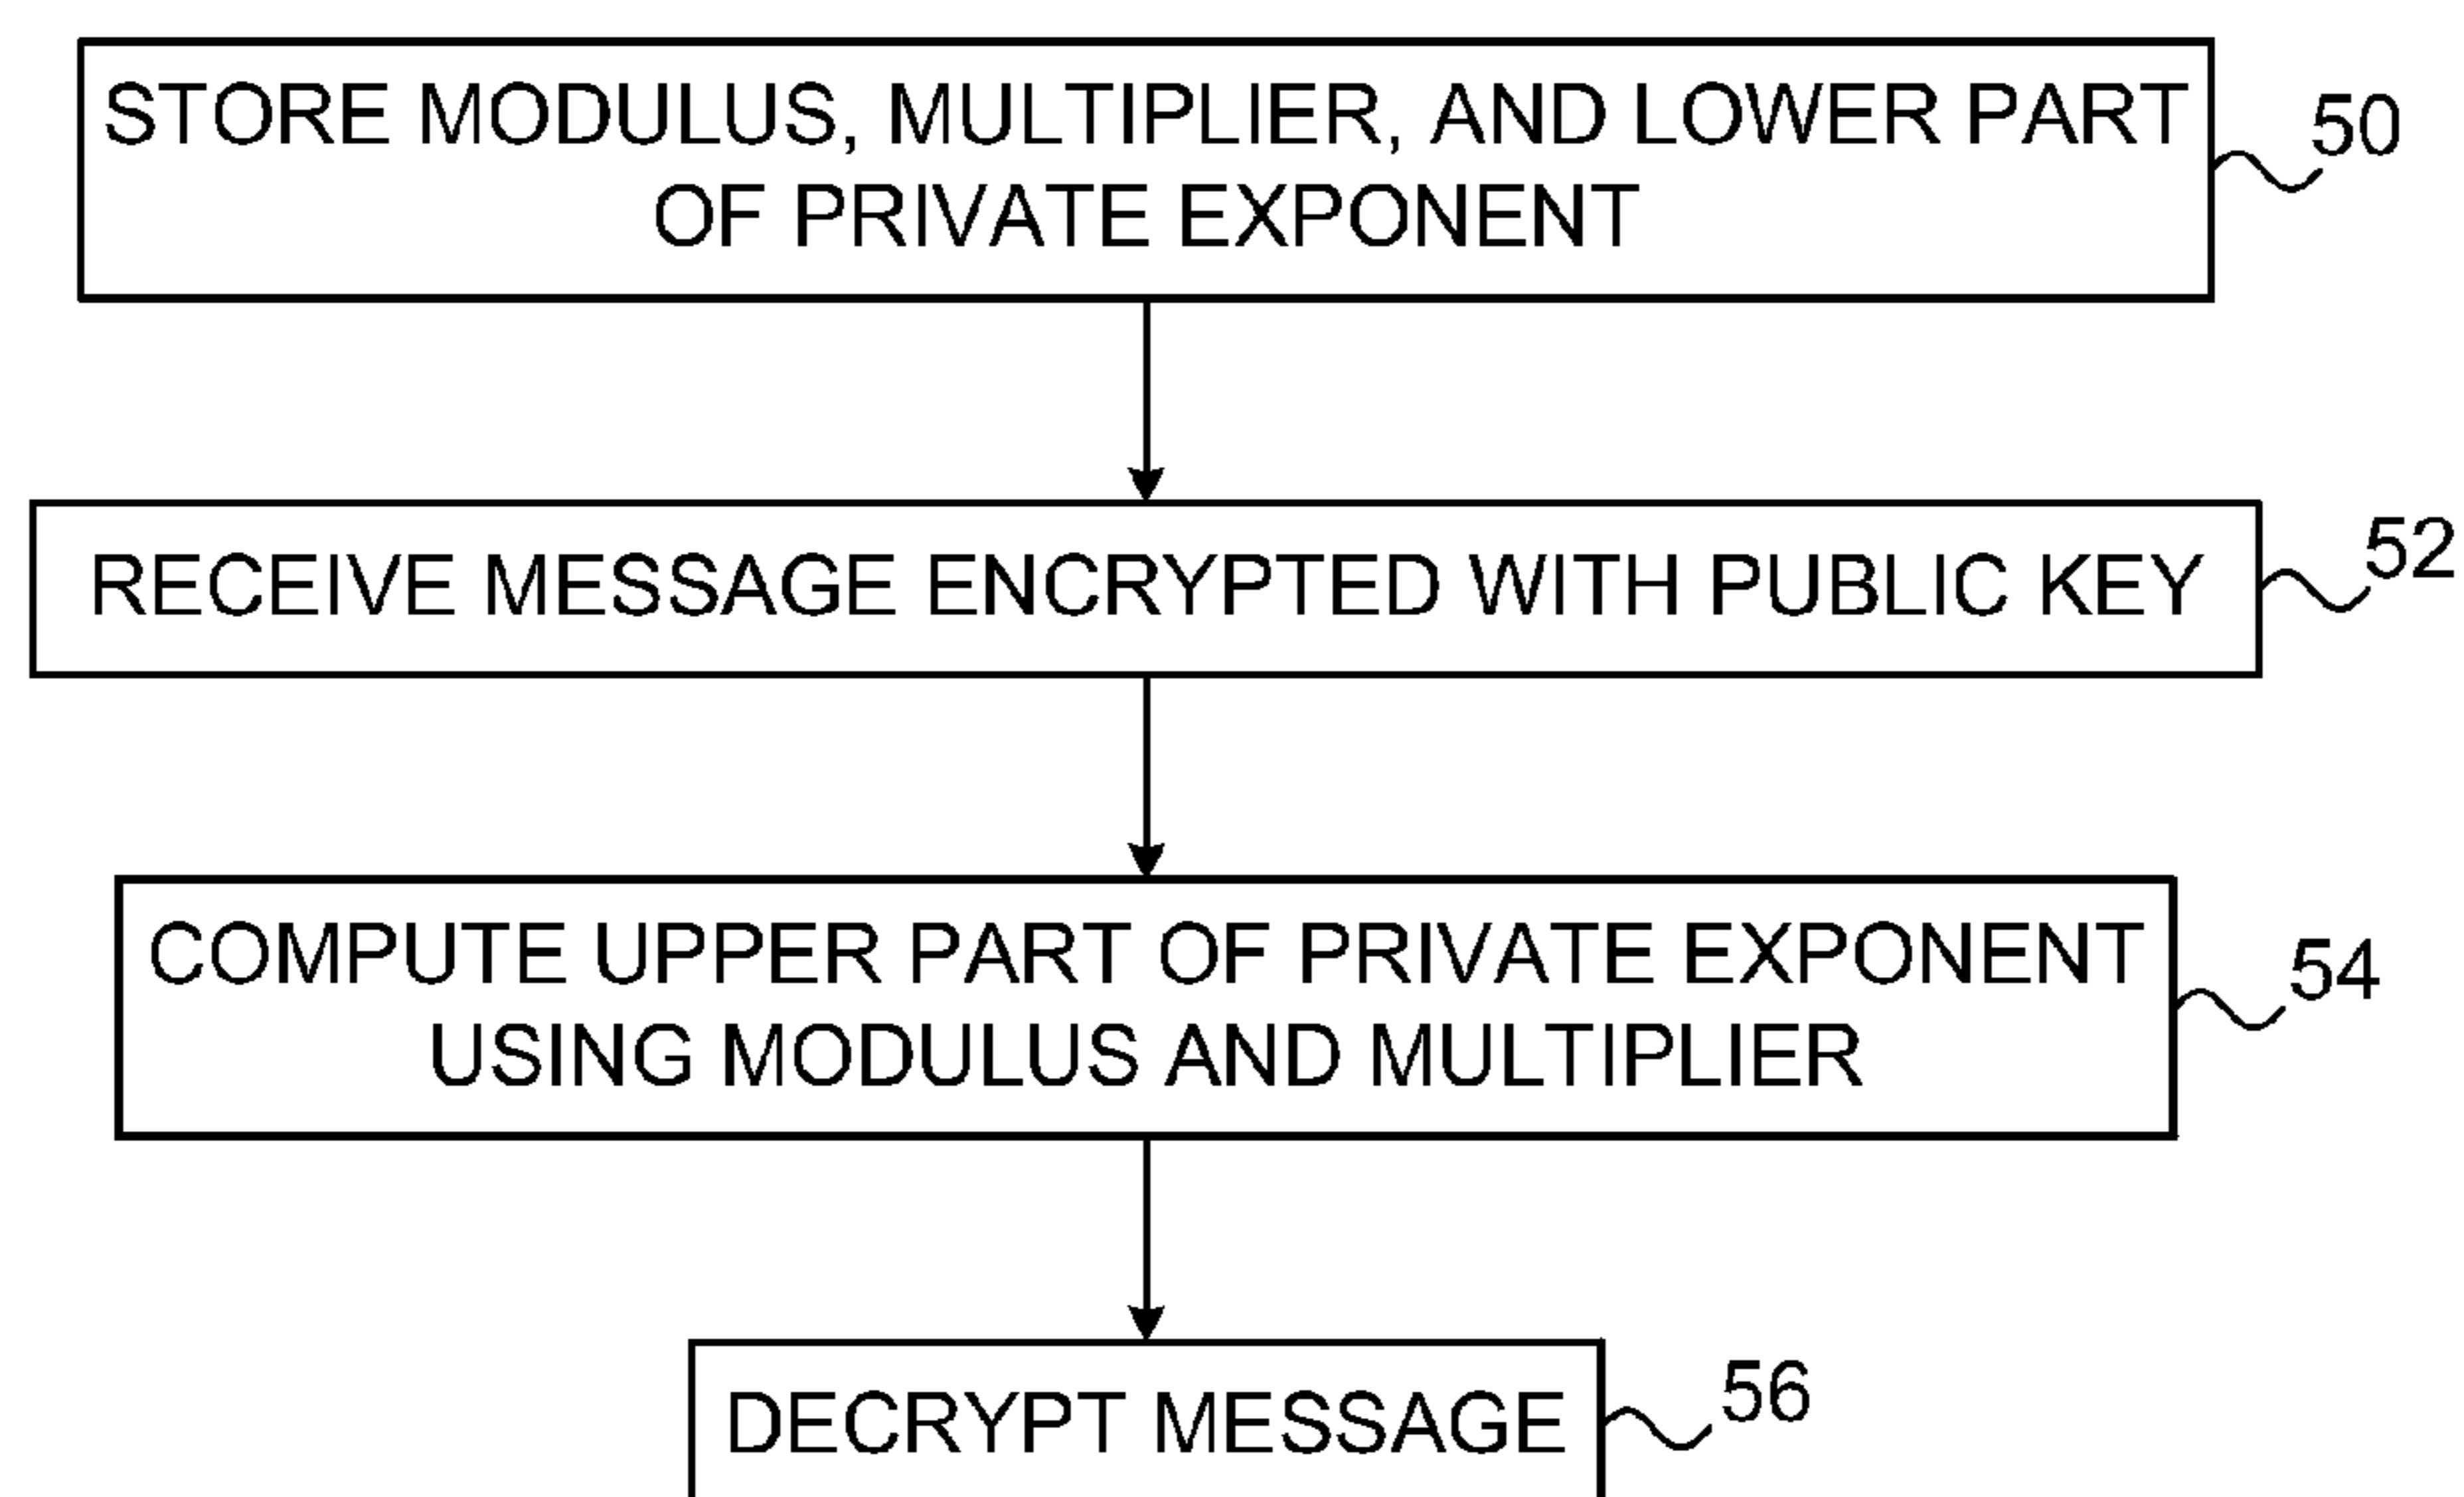 STORE MODULUS, MULTIPLIER, AND LOWER PART
OF PRIVATE EXPONENT
50
RECEIVE MESSAGE ENCRYPTED WITH PUBLIC KEY
52
COMPUTE UPPER PART OF PRIVATE EXPONENT
USING MODULUS AND MULTIPLIER
54
DECRYPT MESSAGE
56